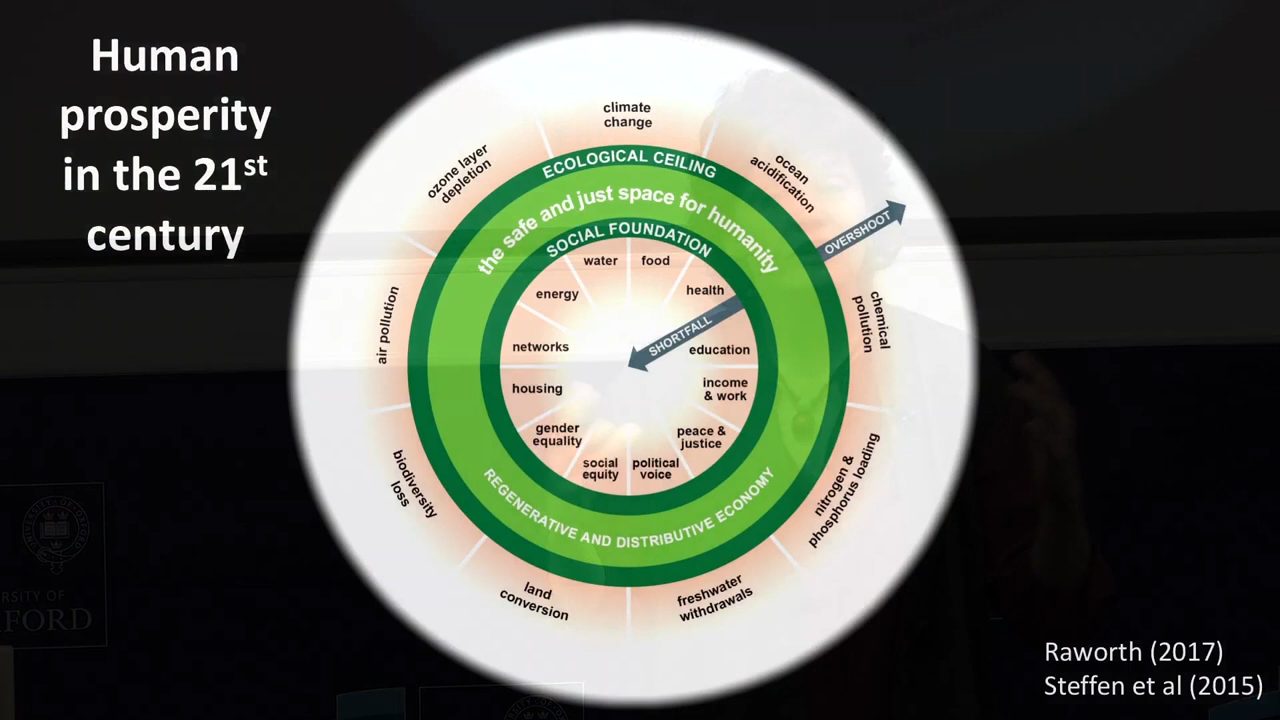 Human
prosperity
in the 21st
century
climate
change
ocean
acidification
chemical
pollution
nitrogen &
phosphorus loading
freshwater
withdrawals
land
conversion
biodiversity
loss
air pollution
ozone layer
depletion
ECOLOGICAL CEILING
the safe and just space for humanity
SOCIAL FOUNDATION
OVERSHOOT
SHORTFALL
water
food
health
education
income
& work
peace &
justice
political
voice
social
equity
gender
equality
housing
networks
energy
REGENERATIVE AND DISTRIBUTIVE ECONOMY
RSITY OF
FORD
Raworth (2017)
Steffen et al (2015)